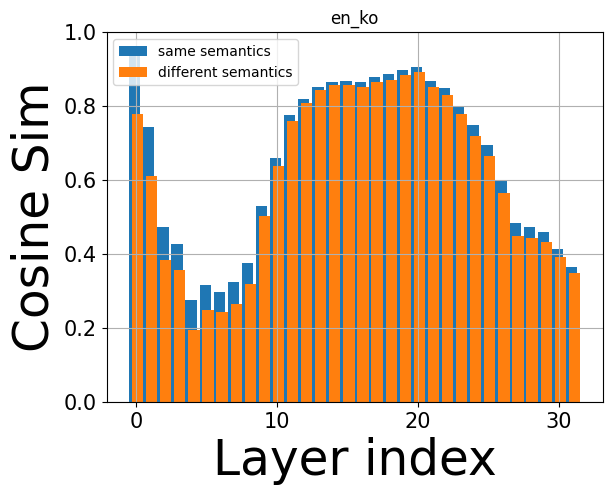 en_ko
same semantics
different semantics
Cosine Sim
1.0
0.8
0.6
0.4
0.2
0.0
0 10 20 30
Layer index